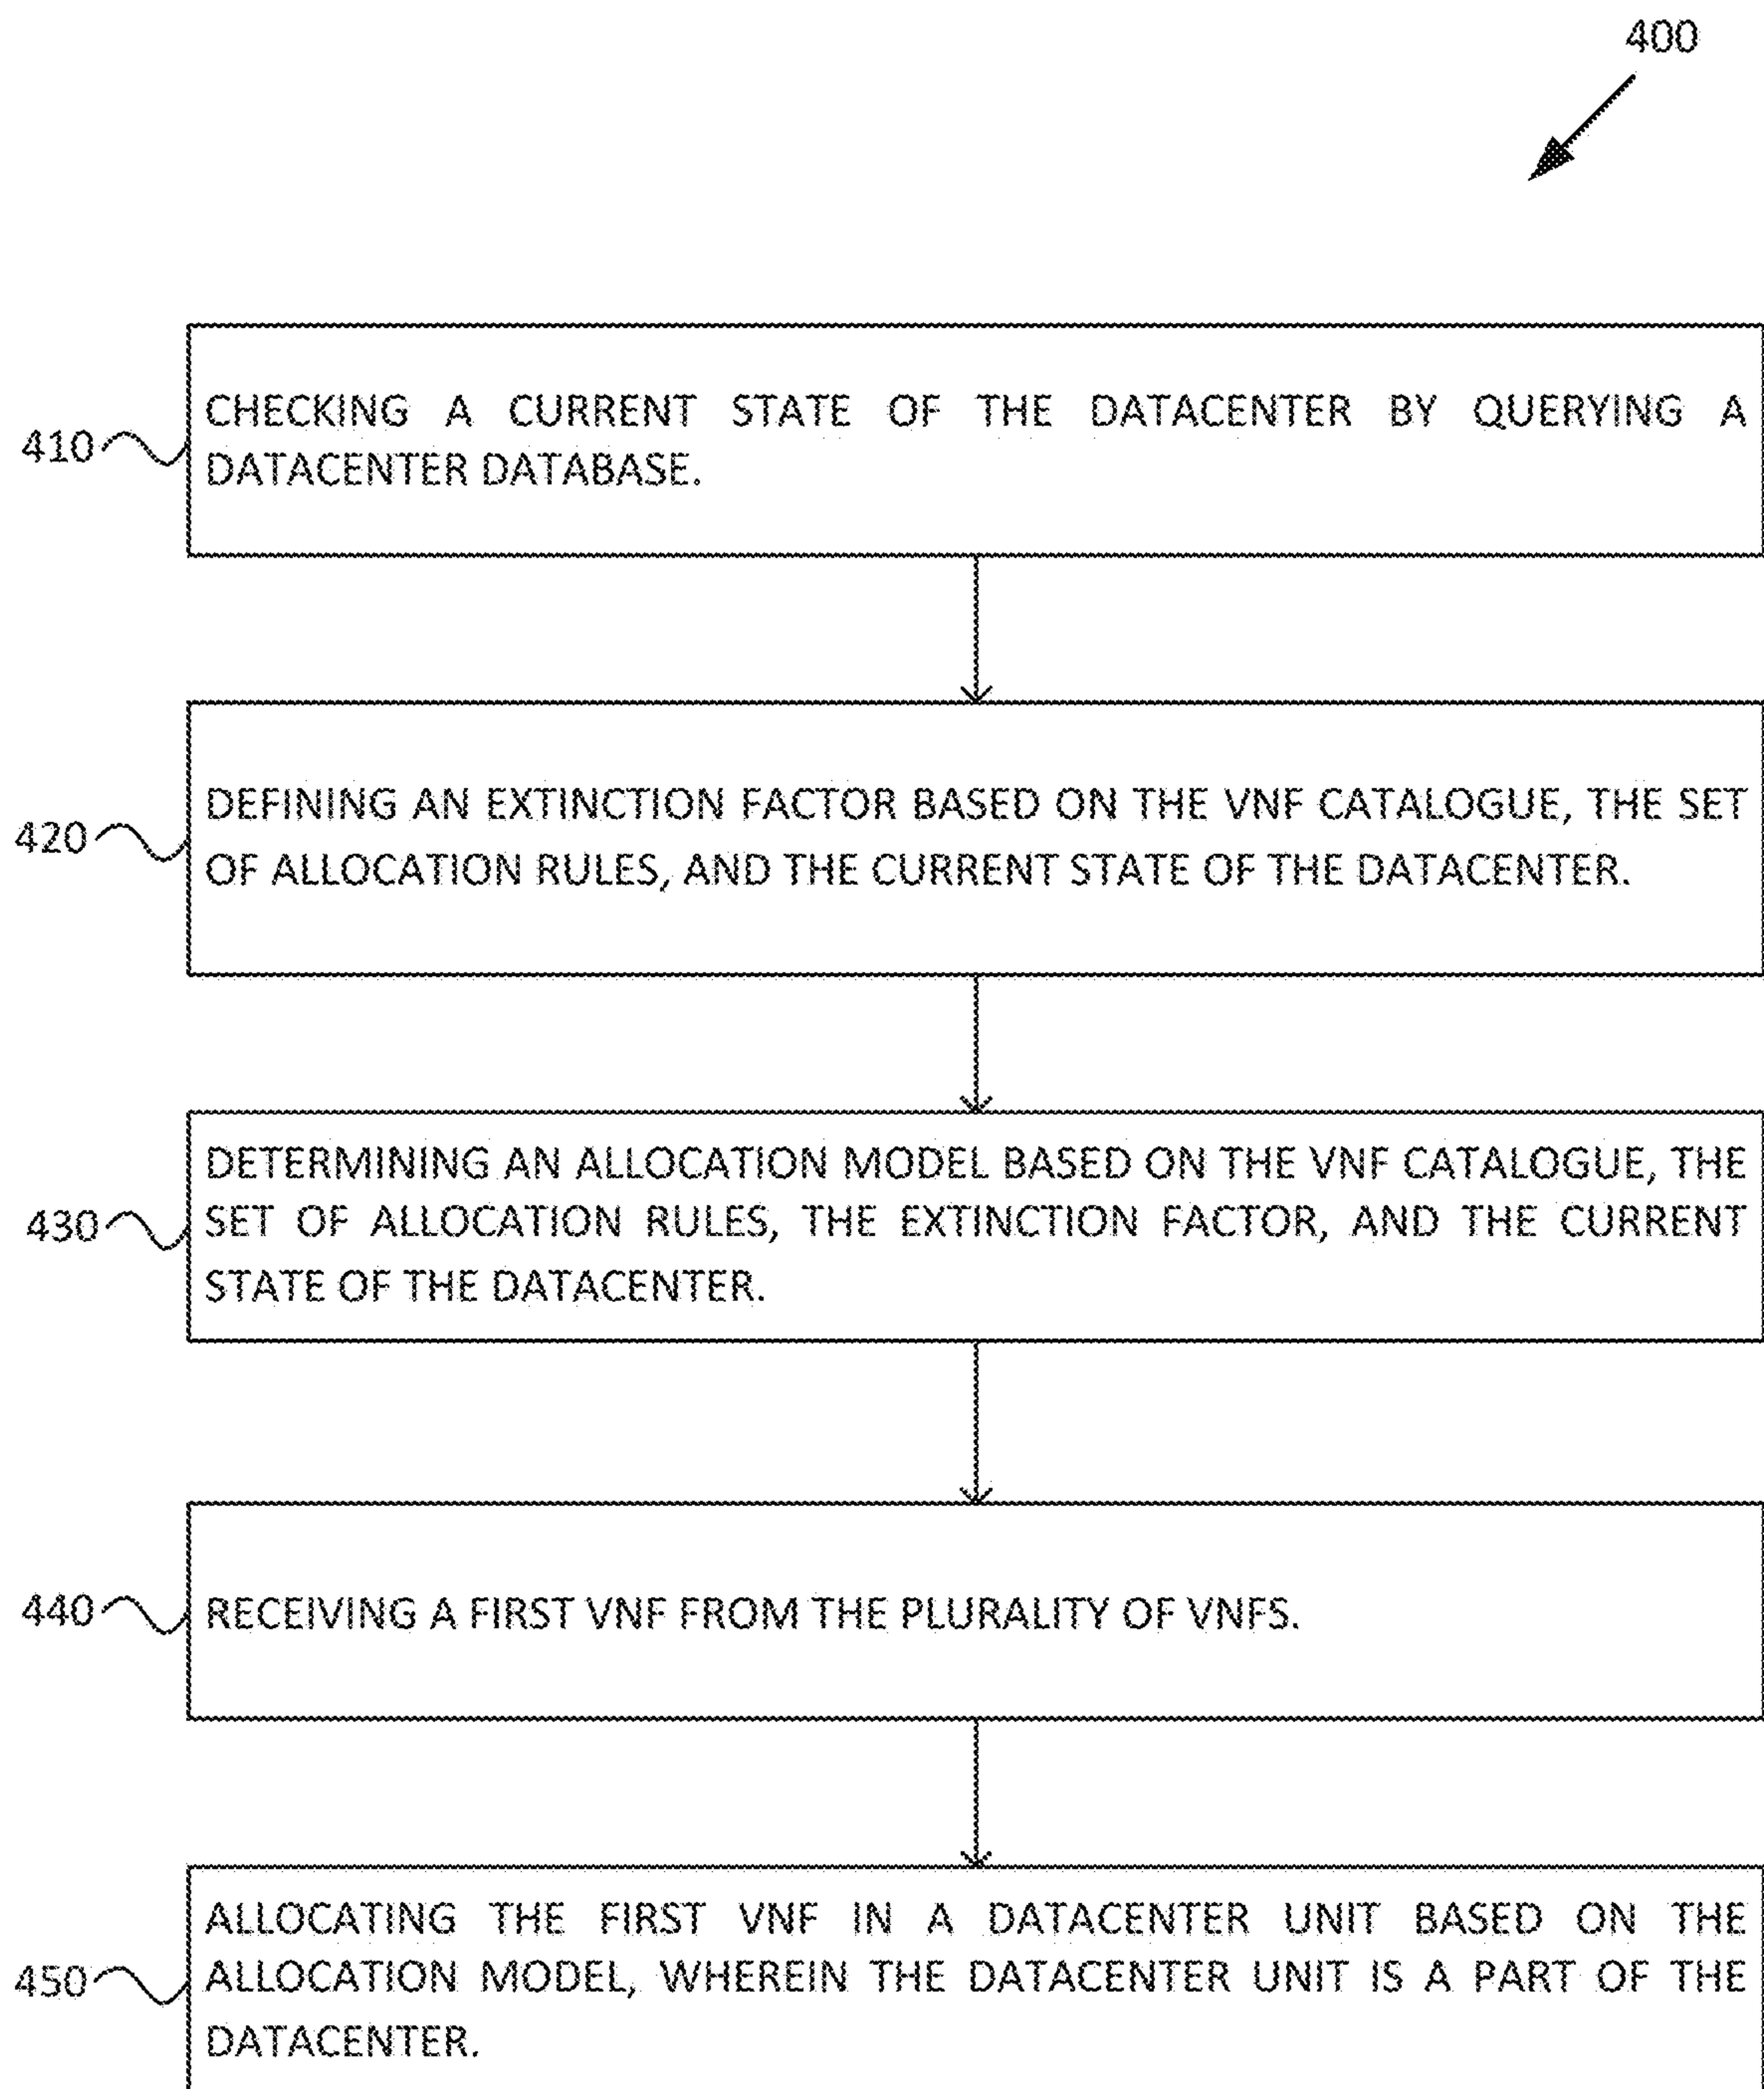 400
410
CHECKING A CURRENT STATE OF THE DATACENTER BY QUERYING A
DATACENTER DATABASE.
420
DEFINING AN EXTINCTION FACTOR BASED ON THE VNF CATALOGUE, THE SET
OF ALLOCATION RULES, AND THE CURRENT STATE OF THE DATACENTER.
430
DETERMINING AN ALLOCATION MODEL BASED ON THE VNF CATALOGUE, THE
SET OF ALLOCATION RULES, THE EXTINCTION FACTOR, AND THE CURRENT
STATE OF THE DATACENTER.
440
RECEIVING A FIRST VNF FROM THE PLURALITY OF VNFS.
450
ALLOCATING THE FIRST VNF IN A DATACENTER UNIT BASED ON THE
ALLOCATION MODEL, WHEREIN THE DATACENTER UNIT IS A PART OF THE
DATACENTER.